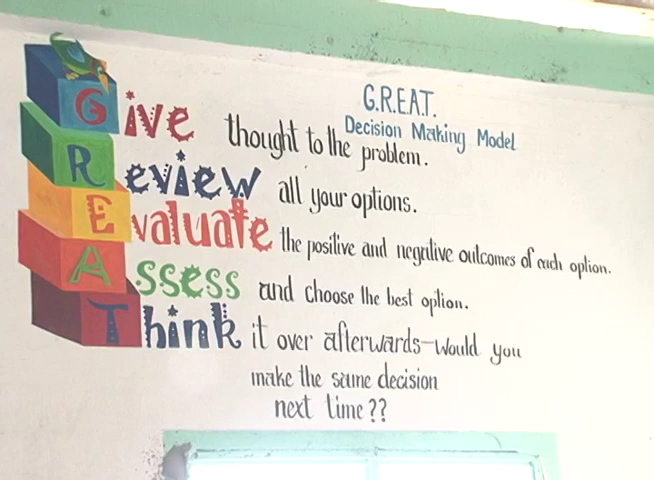 G.R.E.A.T.
Decision Making Model
Give thought to the problem.
Review all your options.
Evaluate the positive and negative outcomes of each option.
Assess and choose the best option.
Think it over afterwards-would you
make the same decision
next time??